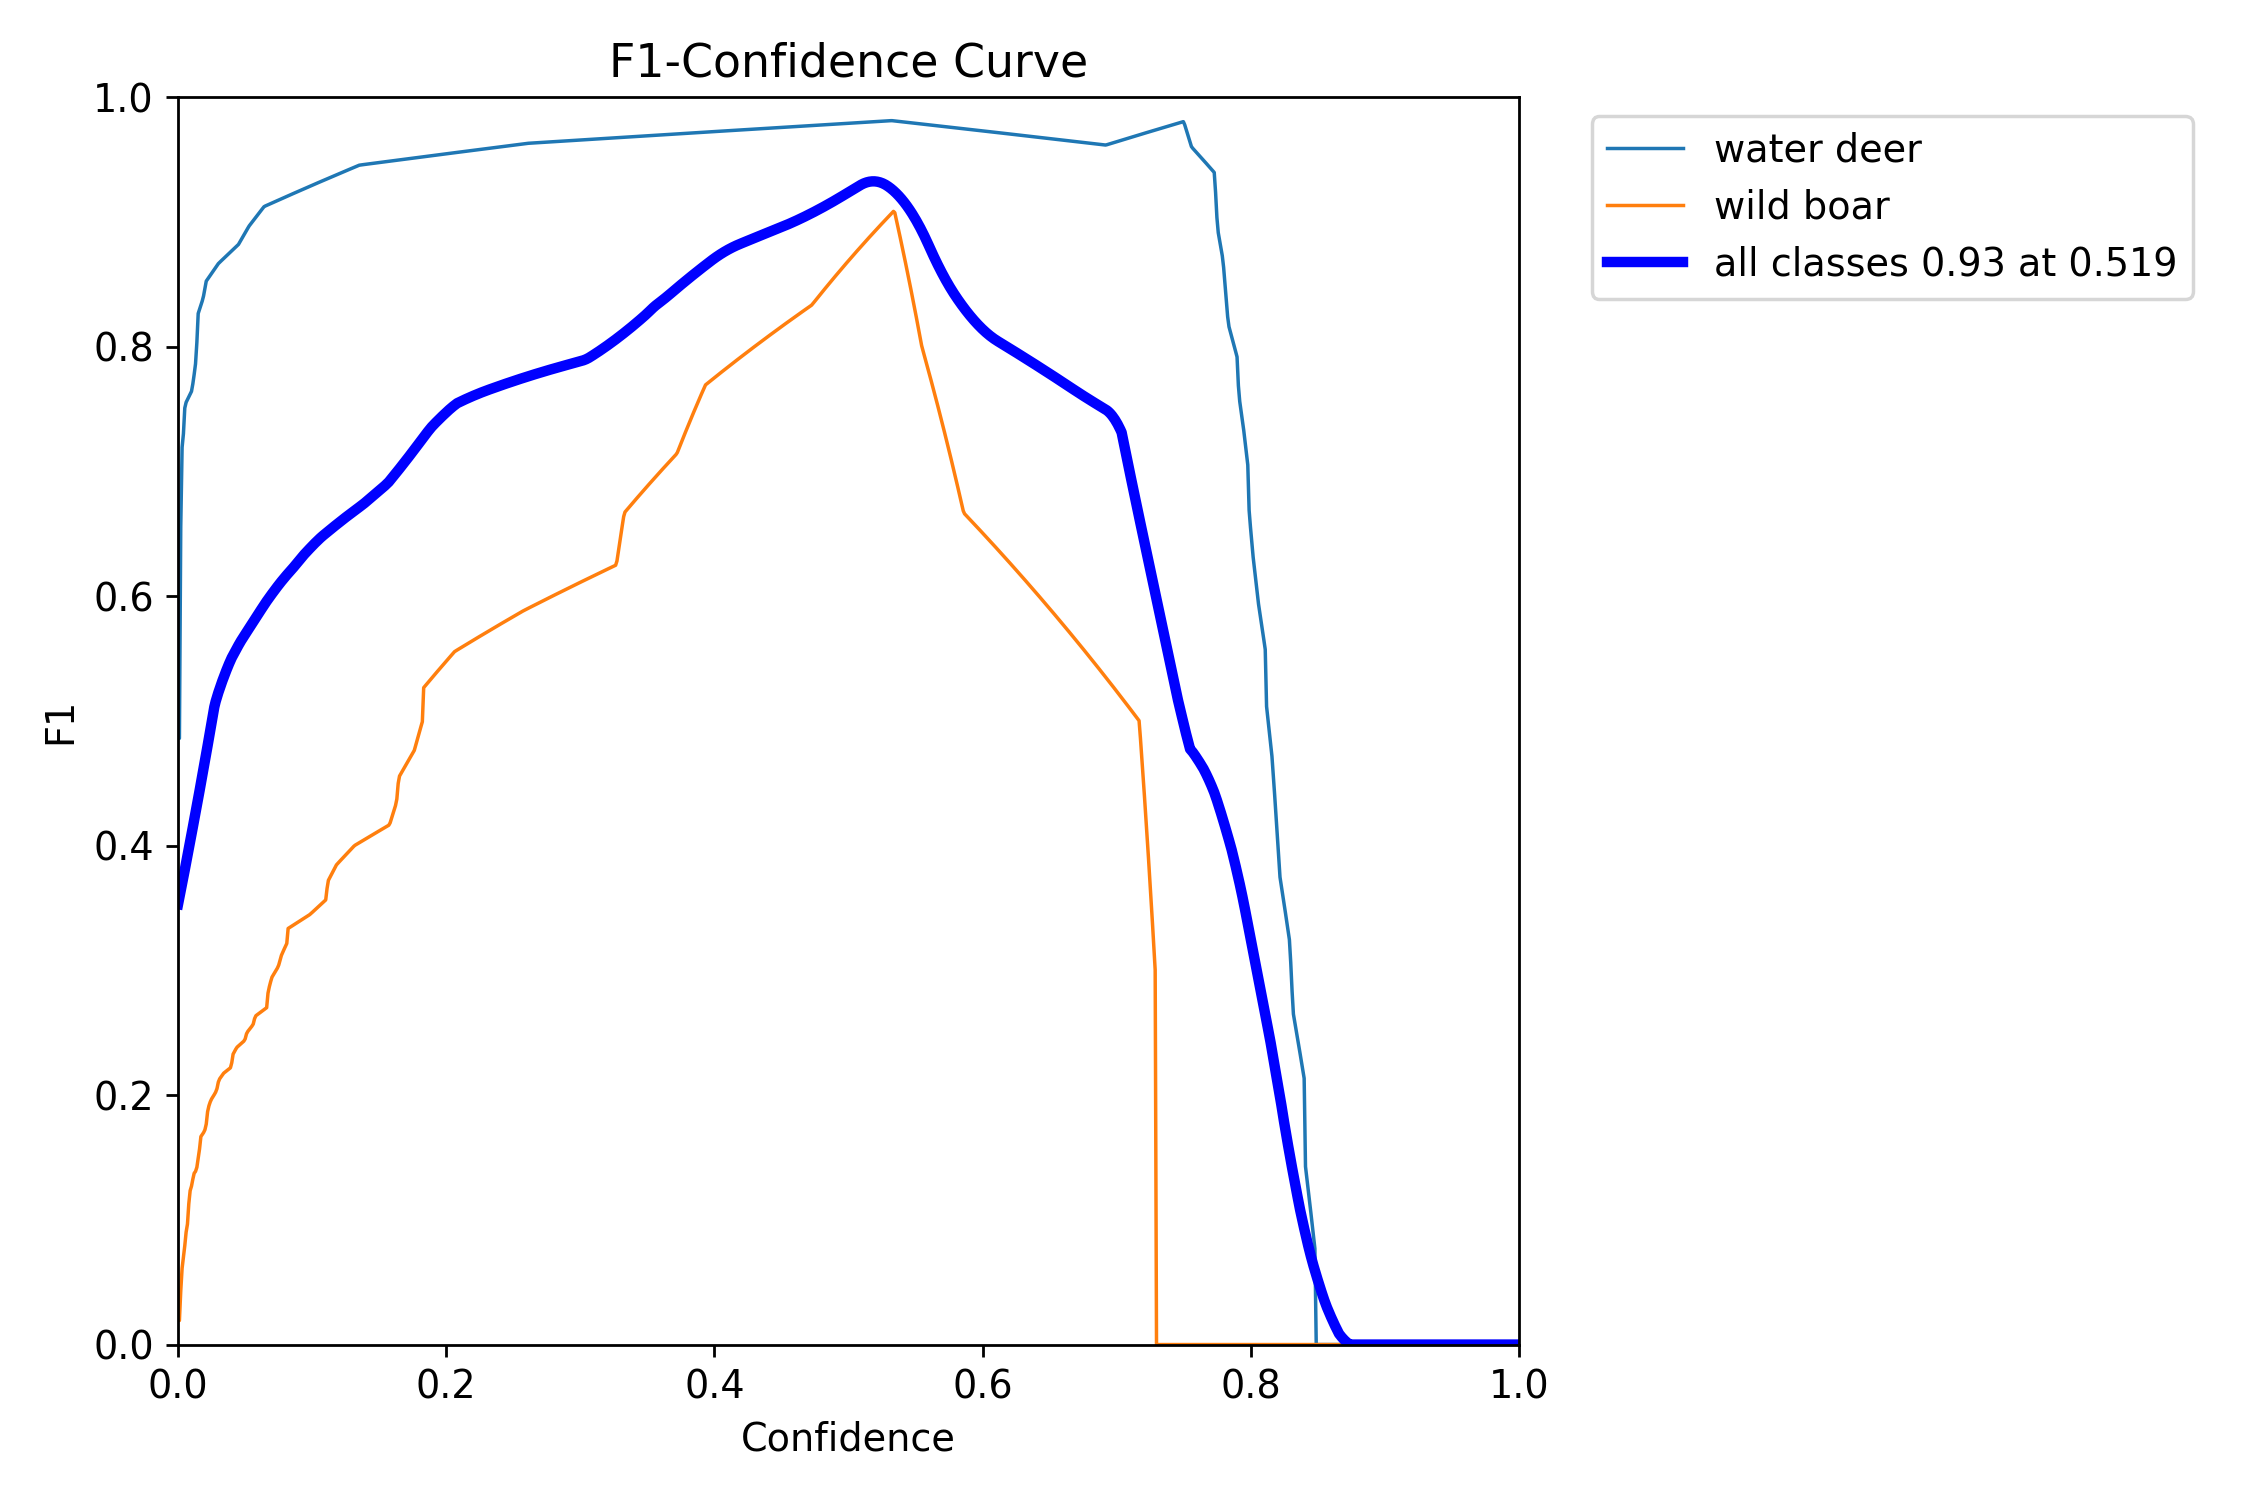 F1-Confidence Curve
1.0
0.8
0.6
0.4
0.2
0.0
F1
0.0 0.2 0.4 0.6 0.8 1.0
Confidence
water deer
wild boar
all classes 0.93 at 0.519